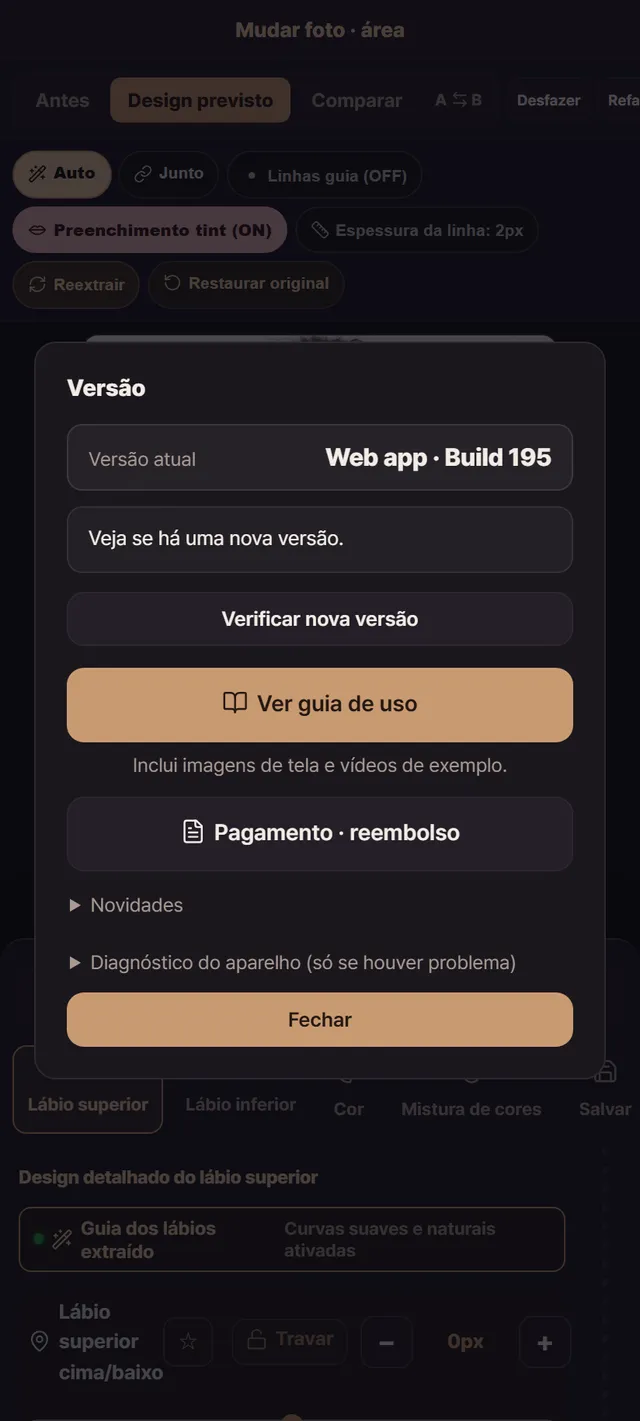 Mudar foto · área
Antes
Design previsto
Comparar
A ⇆ B
Desfazer
Refa
Auto
Junto
Linhas guia (OFF)
Preenchimento tint (ON)
Espessura da linha: 2px
Reextrair
Restaurar original
Versão
Versão atual
Web app · Build 195
Veja se há uma nova versão.
Verificar nova versão
Ver guia de uso
Inclui imagens de tela e vídeos de exemplo.
Pagamento · reembolso
Novidades
Diagnóstico do aparelho (só se houver problema)
Fechar
Lábio superior
Lábio inferior
Cor
Mistura de cores
Salvar
Design detalhado do lábio superior
Guia dos lábios
extraído
Curvas suaves e naturais
ativadas
Lábio
superior
cima/baixo
Travar
−
0px
+